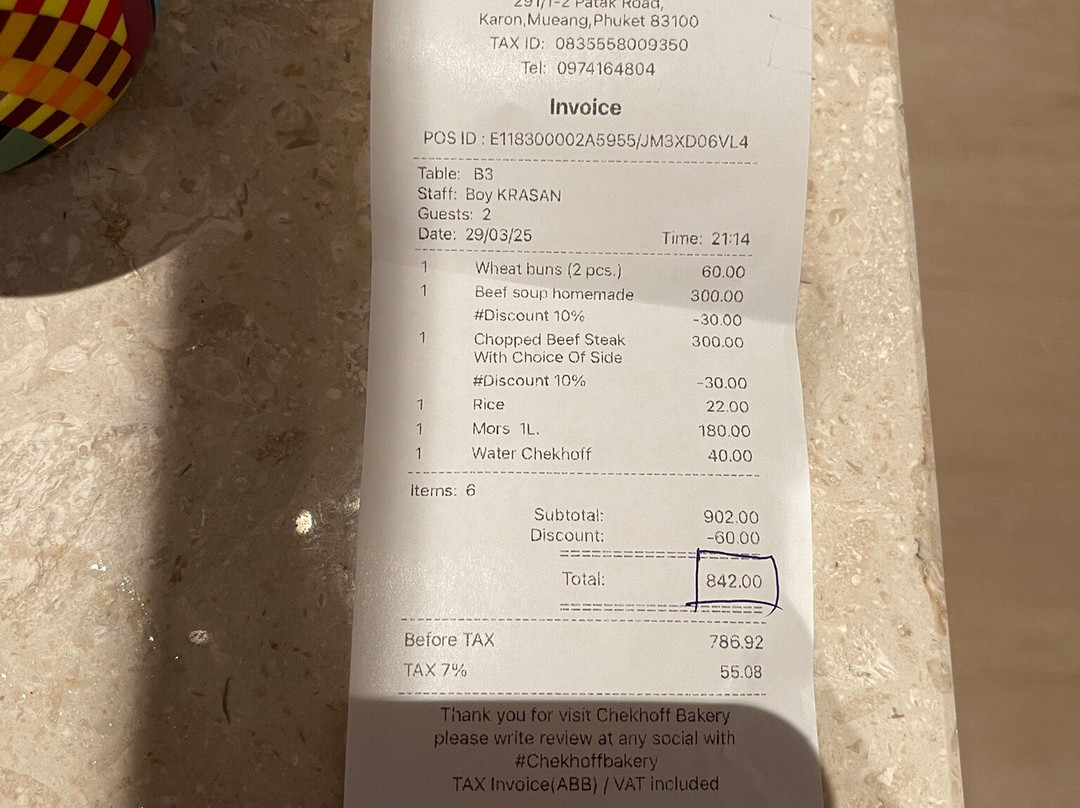 291/1-2 Patak Road,
Karon,Mueang,Phuket 83100
TAX ID: 0835558009350
Tel: 0974164804
Invoice
POS ID : E118300002A5955/JM3XD06VL4
Table: B3
Staff: Boy KRASAN
Guests: 2
Date: 29/03/25 Time: 21:14
1 Wheat buns (2 pcs.) 60.00
1 Beef soup homemade 300.00
#Discount 10% -30.00
1 Chopped Beef Steak 300.00
With Choice Of Side
#Discount 10% -30.00
1 Rice 22.00
1 Mors 1L. 180.00
1 Water Chekhoff 40.00
Items: 6
Subtotal: 902.00
Discount: -60.00
Total: 842.00
Before TAX 786.92
TAX 7% 55.08
Thank you for visit Chekhoff Bakery
please write review at any social with
#Chekhoffbakery
TAX Invoice(ABB) / VAT included